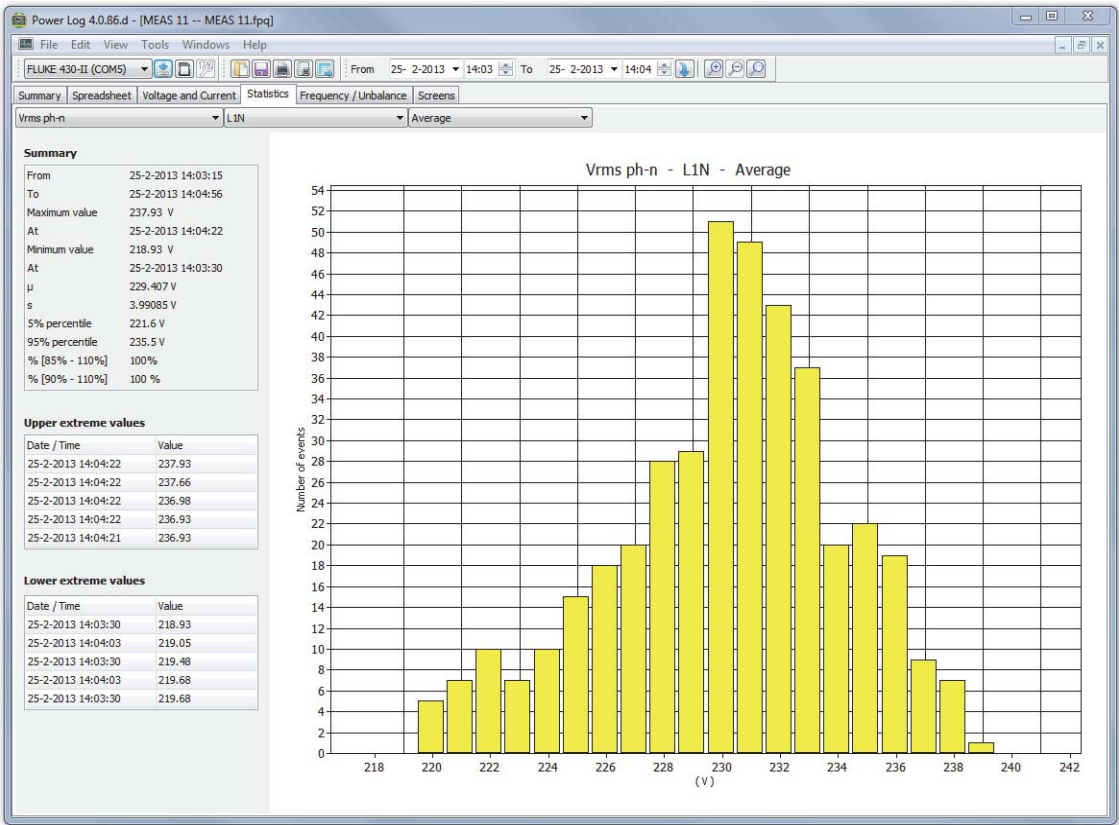 Power Log 4.0.86.d - [MEAS 11 -- MEAS 11.fpq]
File Edit View Tools Windows Help
FLUKE 430-II (COM5) From 25- 2-2013 14:03 To 25- 2-2013 14:04
Summary Spreadsheet Voltage and Current Statistics Frequency / Unbalance Screens
Vrms ph-n L1N Average
Summary
From 25-2-2013 14:03:15
To 25-2-2013 14:04:56
Maximum value 237.93 V
At 25-2-2013 14:04:22
Minimum value 218.93 V
At 25-2-2013 14:03:30
µ 229.407 V
s 3.99085 V
5% percentile 221.6 V
95% percentile 235.5 V
% [85% - 110%] 100%
% [90% - 110%] 100 %
Upper extreme values
Date / Time Value
25-2-2013 14:04:22 237.93
25-2-2013 14:04:22 237.66
25-2-2013 14:04:22 236.98
25-2-2013 14:04:22 236.93
25-2-2013 14:04:21 236.93
Lower extreme values
Date / Time Value
25-2-2013 14:03:30 218.93
25-2-2013 14:04:03 219.05
25-2-2013 14:03:30 219.48
25-2-2013 14:04:03 219.68
25-2-2013 14:03:30 219.68
Vrms ph-n - L1N - Average
Number of events
54
52
50
48
46
44
42
40
38
36
34
32
30
28
26
24
22
20
18
16
14
12
10
8
6
4
2
0
218 220 222 224 226 228 230 232 234 236 238 240 242
(V)